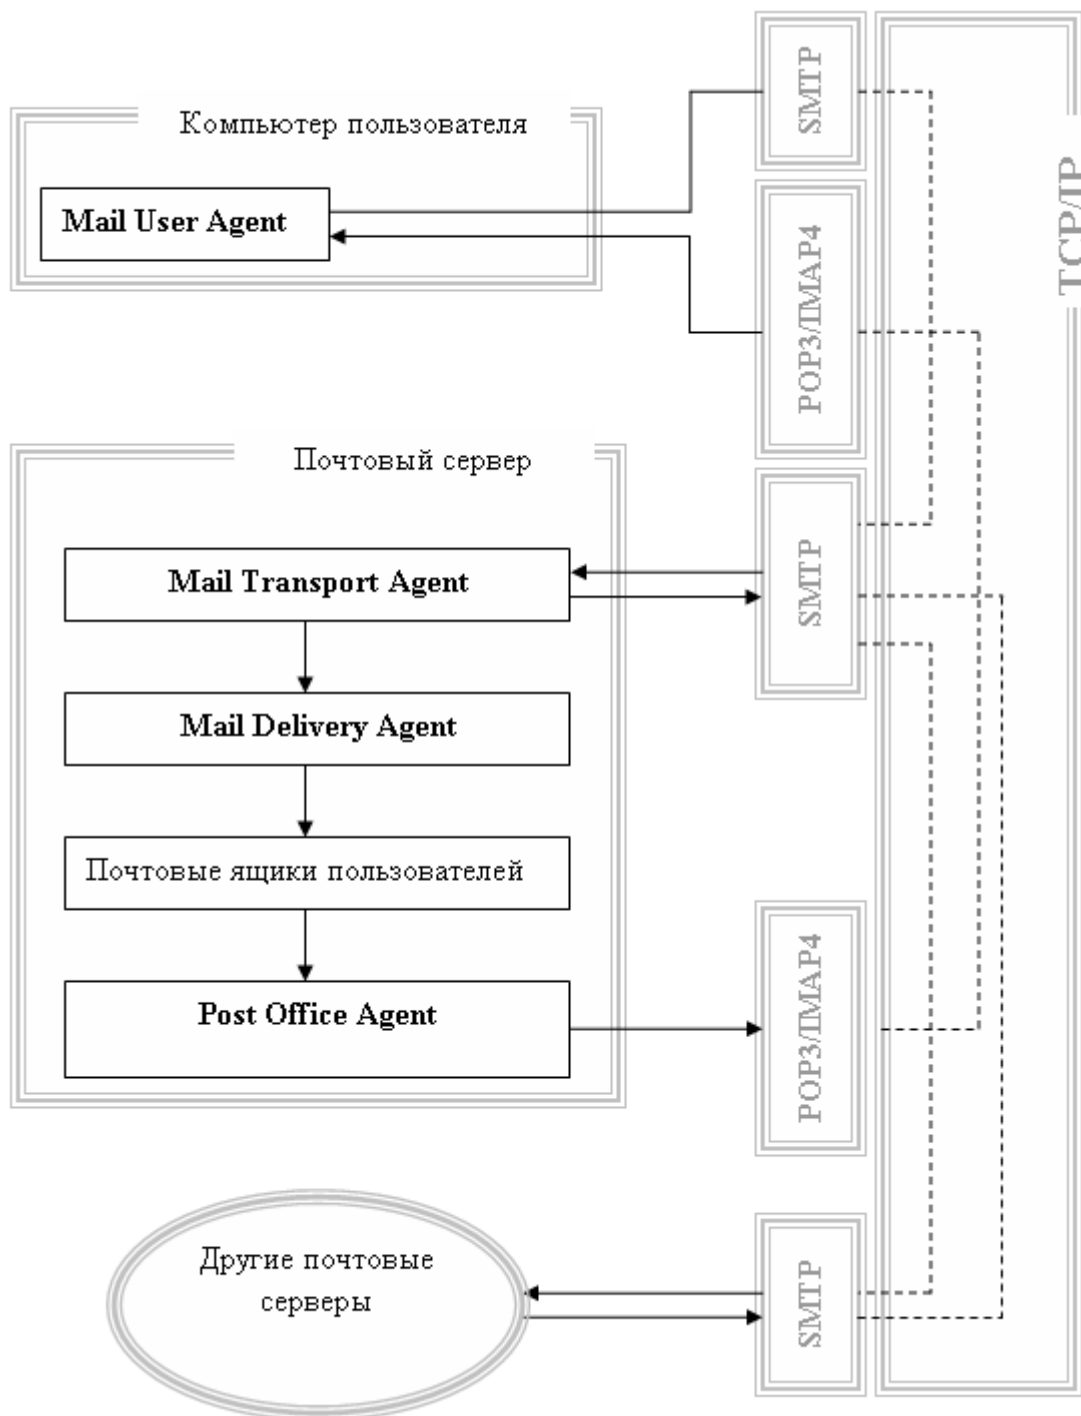 SMTP
Компьютер пользователя
Mail User Agent
TCP/IP
POP3/IMAP4
Почтовый сервер
Mail Transport Agent
SMTP
Mail Delivery Agent
Почтовые ящики пользователей
Post Office Agent
POP3/IMAP4
Другие почтовые
серверы
SMTP